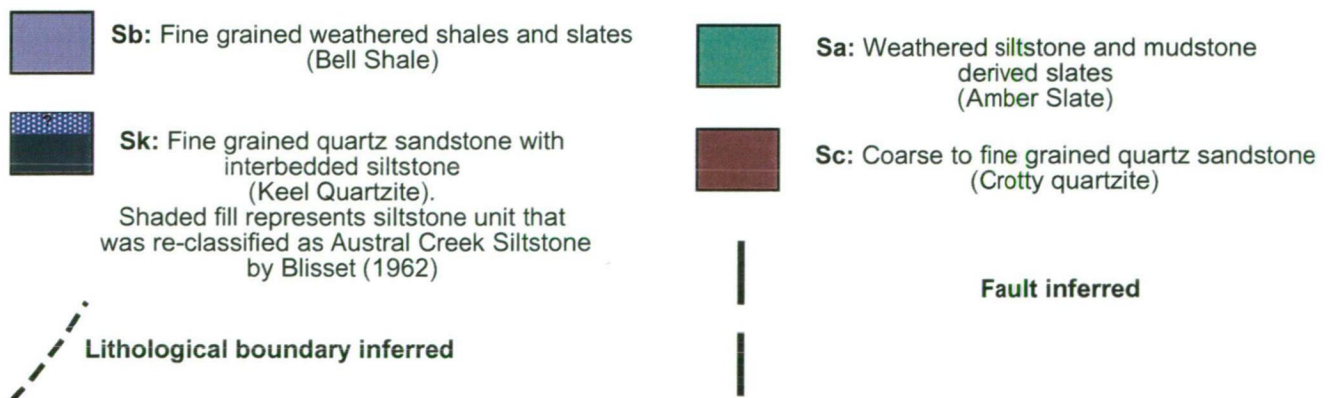 Sb: Fine grained weathered shales and slates
(Bell Shale)
Sk: Fine grained quartz sandstone with
interbedded siltstone
(Keel Quartzite).
Shaded fill represents siltstone unit that
was re-classified as Austral Creek Siltstone
by Blisset (1962)
Lithological boundary inferred
Sa: Weathered siltstone and mudstone
derived slates
(Amber Slate)
Sc: Coarse to fine grained quartz sandstone
(Crotty quartzite)
Fault inferred